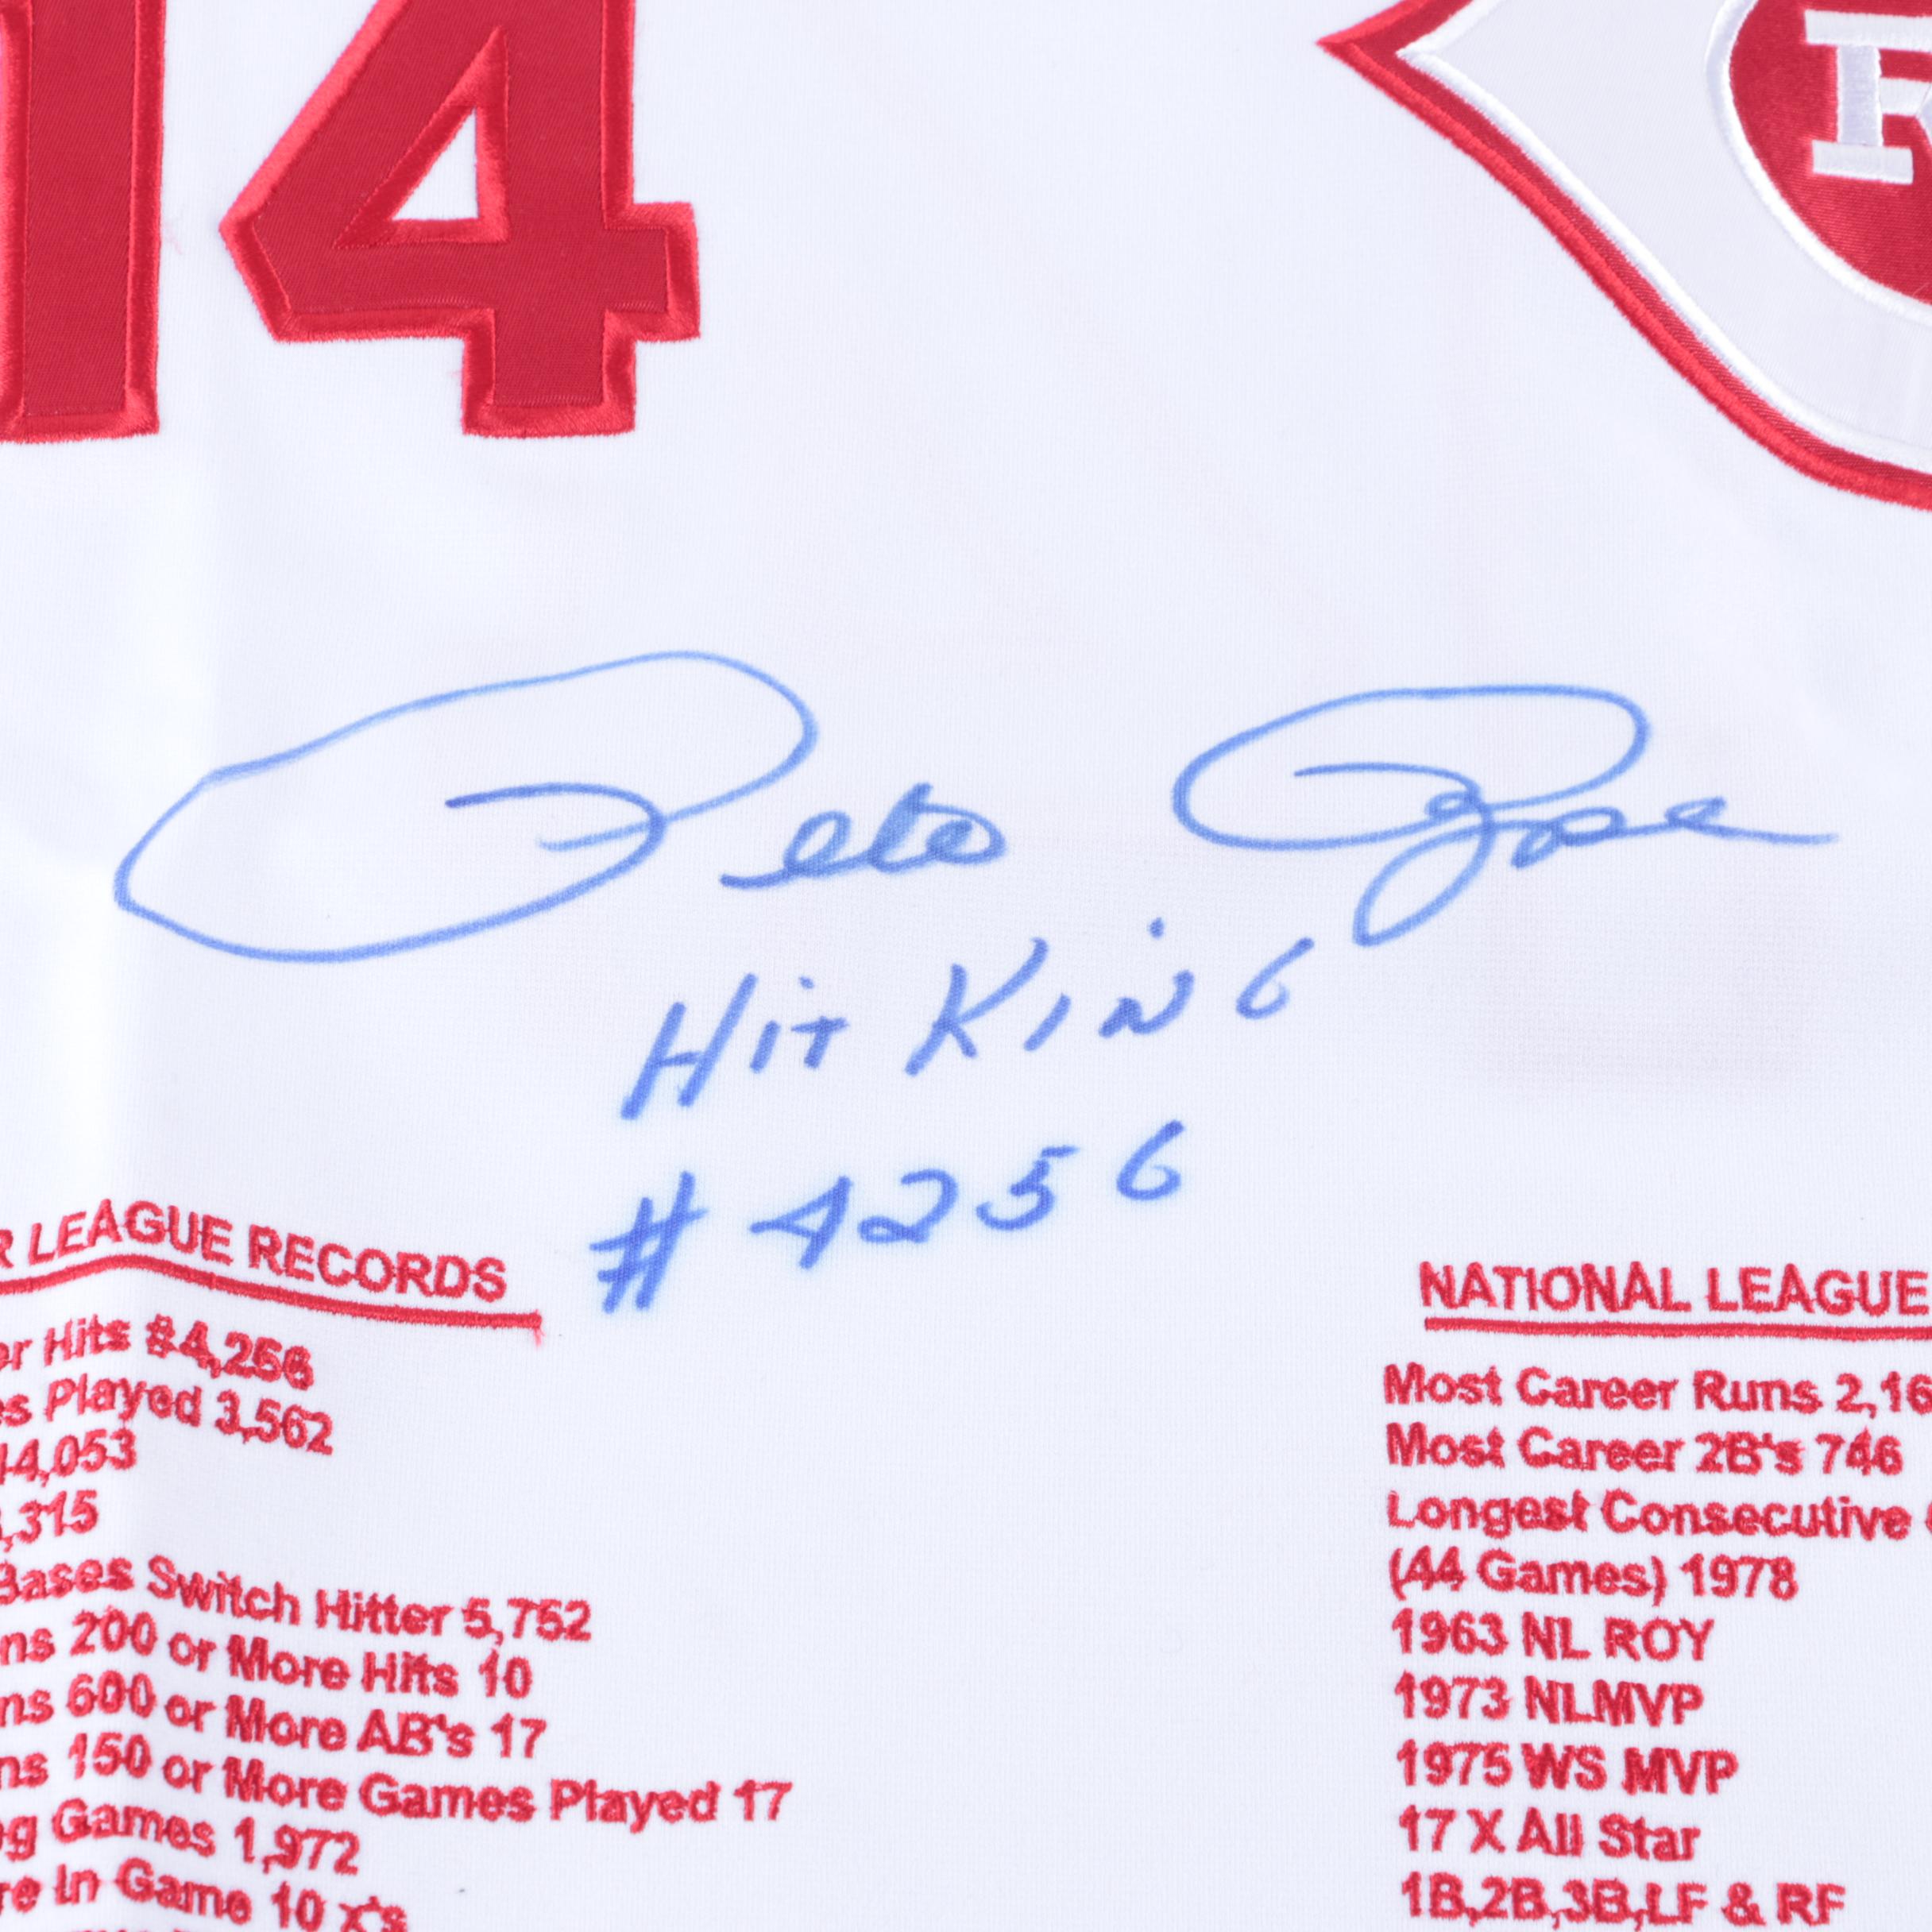 14
R
Pete Rose
Hit King
#4256
R LEAGUE RECORDS
er Hits #4,256
es Played 3,562
14,053
,315
Bases Switch Hitter 5,752
ns 200 or More Hits 10
ns 600 or More AB's 17
ns 150 or More Games Played 17
ng Games 1,972
re In Game 10 x's
NATIONAL LEAGUE
Most Career Runs 2,16
Most Career 2B's 746
Longest Consecutive
(44 Games) 1978
1963 NL ROY
1973 NLMVP
1975 WS MVP
17 X All Star
1B,2B,3B,LF & RF